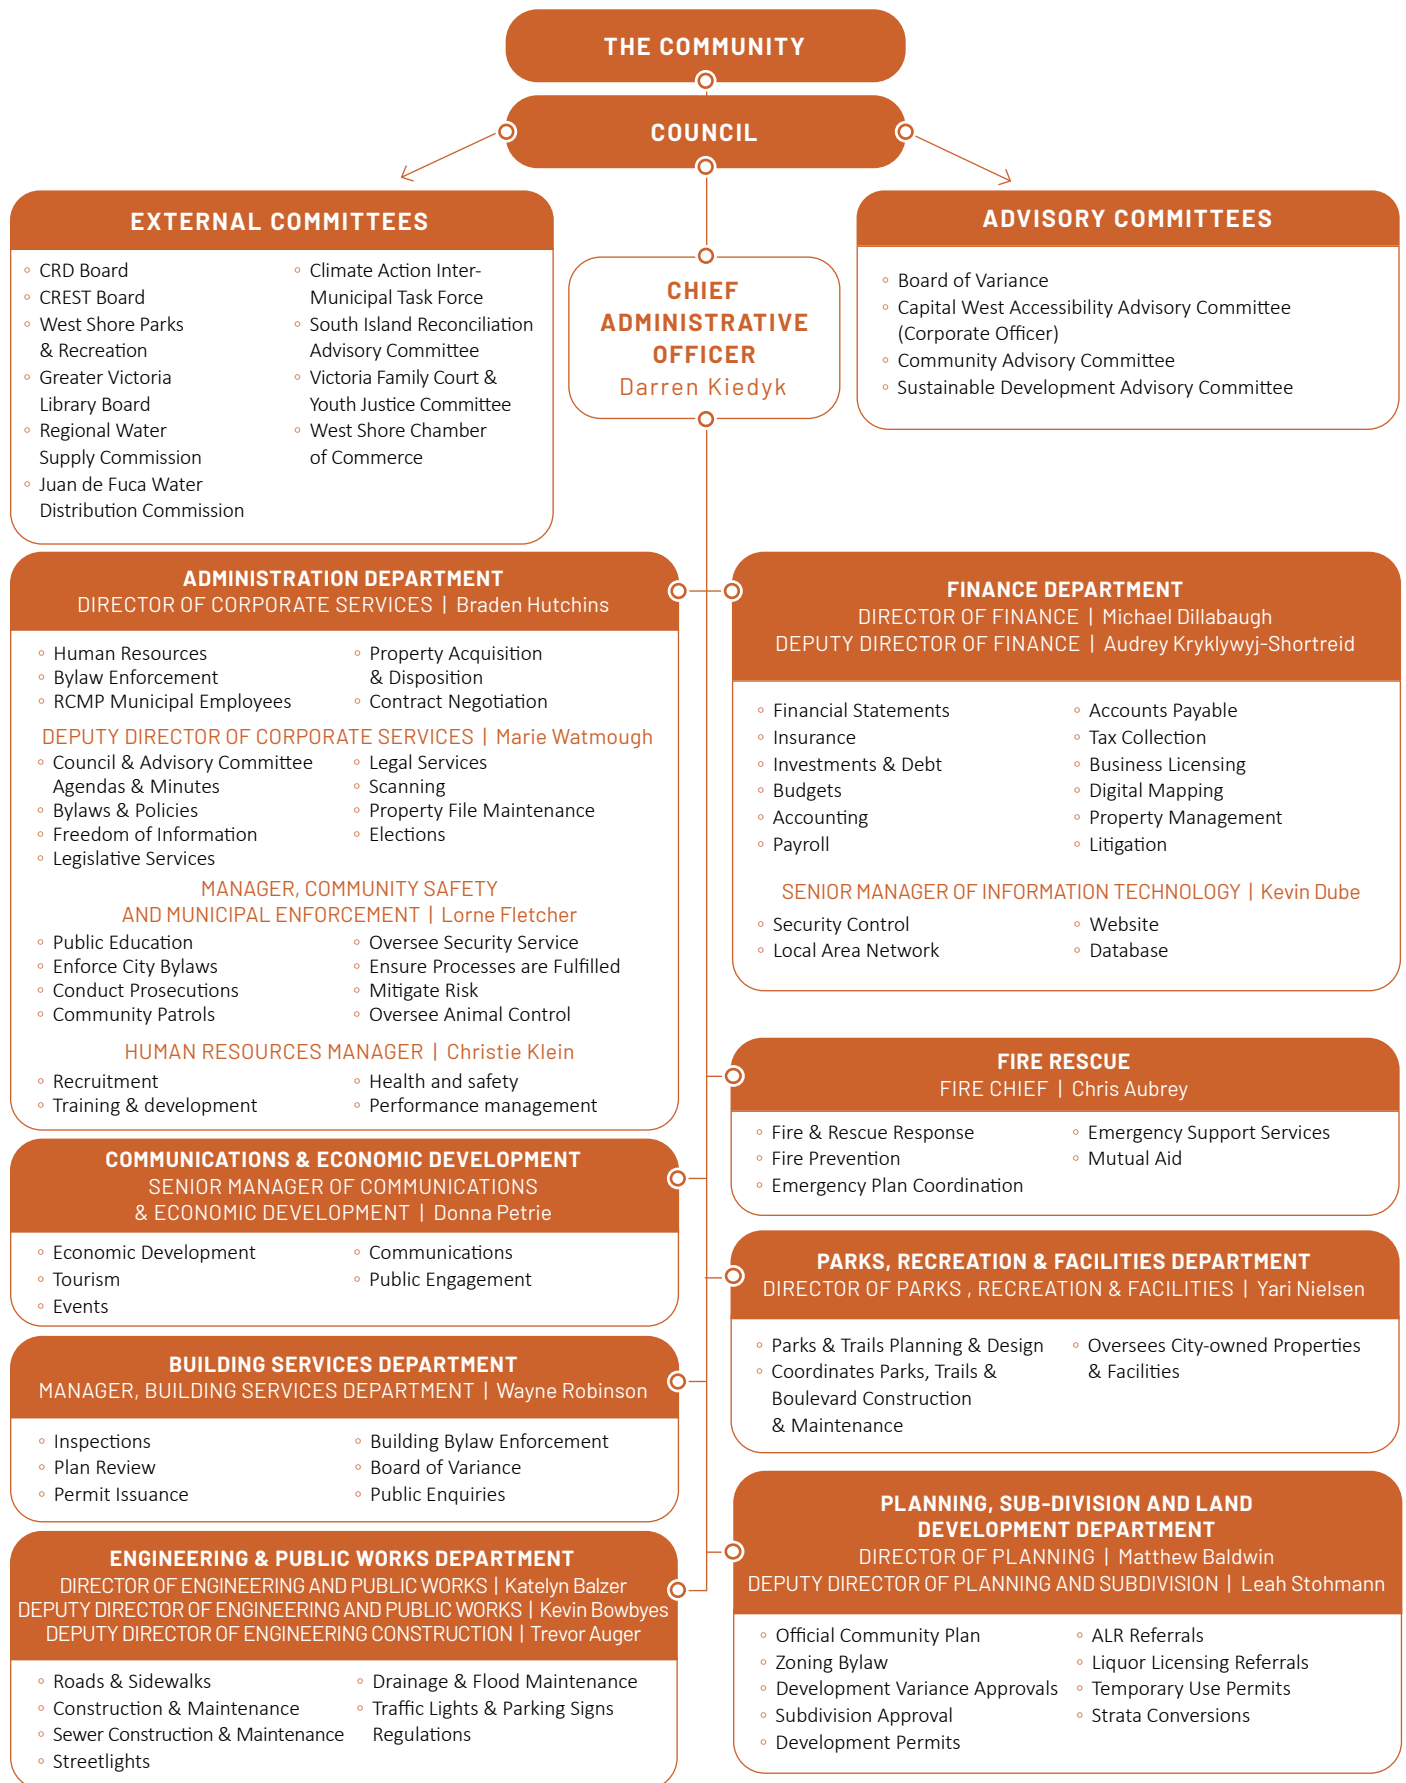 THE COMMUNITY
COUNCIL
EXTERNAL COMMITTEES
◦ CRD Board
◦ CREST Board
◦ West Shore Parks
& Recreation
◦ Greater Victoria
Library Board
◦ Regional Water
Supply Commission
◦ Juan de Fuca Water
Distribution Commission
◦ Climate Action Inter-
Municipal Task Force
◦ South Island Reconciliation
Advisory Committee
◦ Victoria Family Court &
Youth Justice Committee
◦ West Shore Chamber
of Commerce
CHIEF
ADMINISTRATIVE
OFFICER
Darren Kiedyk
ADVISORY COMMITTEES
◦ Board of Variance
◦ Capital West Accessibility Advisory Committee
(Corporate Officer)
◦ Community Advisory Committee
◦ Sustainable Development Advisory Committee
ADMINISTRATION DEPARTMENT
DIRECTOR OF CORPORATE SERVICES | Braden Hutchins
◦ Human Resources
◦ Bylaw Enforcement
◦ RCMP Municipal Employees
◦ Property Acquisition
& Disposition
◦ Contract Negotiation
DEPUTY DIRECTOR OF CORPORATE SERVICES | Marie Watmough
◦ Council & Advisory Committee
Agendas & Minutes
◦ Bylaws & Policies
◦ Freedom of Information
◦ Legislative Services
◦ Legal Services
◦ Scanning
◦ Property File Maintenance
◦ Elections
MANAGER, COMMUNITY SAFETY
AND MUNICIPAL ENFORCEMENT | Lorne Fletcher
◦ Public Education
◦ Enforce City Bylaws
◦ Conduct Prosecutions
◦ Community Patrols
◦ Oversee Security Service
◦ Ensure Processes are Fulfilled
◦ Mitigate Risk
◦ Oversee Animal Control
HUMAN RESOURCES MANAGER | Christie Klein
◦ Recruitment
◦ Training & development
◦ Health and safety
◦ Performance management
FINANCE DEPARTMENT
DIRECTOR OF FINANCE | Michael Dillabaugh
DEPUTY DIRECTOR OF FINANCE | Audrey Kryklywyj-Shortreid
◦ Financial Statements
◦ Insurance
◦ Investments & Debt
◦ Budgets
◦ Accounting
◦ Payroll
◦ Accounts Payable
◦ Tax Collection
◦ Business Licensing
◦ Digital Mapping
◦ Property Management
◦ Litigation
SENIOR MANAGER OF INFORMATION TECHNOLOGY | Kevin Dube
◦ Security Control
◦ Local Area Network
◦ Website
◦ Database
FIRE RESCUE
FIRE CHIEF | Chris Aubrey
◦ Fire & Rescue Response
◦ Fire Prevention
◦ Emergency Plan Coordination
◦ Emergency Support Services
◦ Mutual Aid
COMMUNICATIONS & ECONOMIC DEVELOPMENT
SENIOR MANAGER OF COMMUNICATIONS
& ECONOMIC DEVELOPMENT | Donna Petrie
◦ Economic Development
◦ Tourism
◦ Events
◦ Communications
◦ Public Engagement
PARKS, RECREATION & FACILITIES DEPARTMENT
DIRECTOR OF PARKS , RECREATION & FACILITIES | Yari Nielsen
◦ Parks & Trails Planning & Design
◦ Coordinates Parks, Trails &
Boulevard Construction
& Maintenance
◦ Oversees City-owned Properties
& Facilities
BUILDING SERVICES DEPARTMENT
MANAGER, BUILDING SERVICES DEPARTMENT | Wayne Robinson
◦ Inspections
◦ Plan Review
◦ Permit Issuance
◦ Building Bylaw Enforcement
◦ Board of Variance
◦ Public Enquiries
PLANNING, SUB-DIVISION AND LAND
DEVELOPMENT DEPARTMENT
DIRECTOR OF PLANNING | Matthew Baldwin
DEPUTY DIRECTOR OF PLANNING AND SUBDIVISION | Leah Stohmann
◦ Official Community Plan
◦ Zoning Bylaw
◦ Development Variance Approvals
◦ Subdivision Approval
◦ Development Permits
◦ ALR Referrals
◦ Liquor Licensing Referrals
◦ Temporary Use Permits
◦ Strata Conversions
ENGINEERING & PUBLIC WORKS DEPARTMENT
DIRECTOR OF ENGINEERING AND PUBLIC WORKS | Katelyn Balzer
DEPUTY DIRECTOR OF ENGINEERING AND PUBLIC WORKS | Kevin Bowbyes
DEPUTY DIRECTOR OF ENGINEERING CONSTRUCTION | Trevor Auger
◦ Roads & Sidewalks
◦ Construction & Maintenance
◦ Sewer Construction & Maintenance
◦ Streetlights
◦ Drainage & Flood Maintenance
◦ Traffic Lights & Parking Signs
Regulations